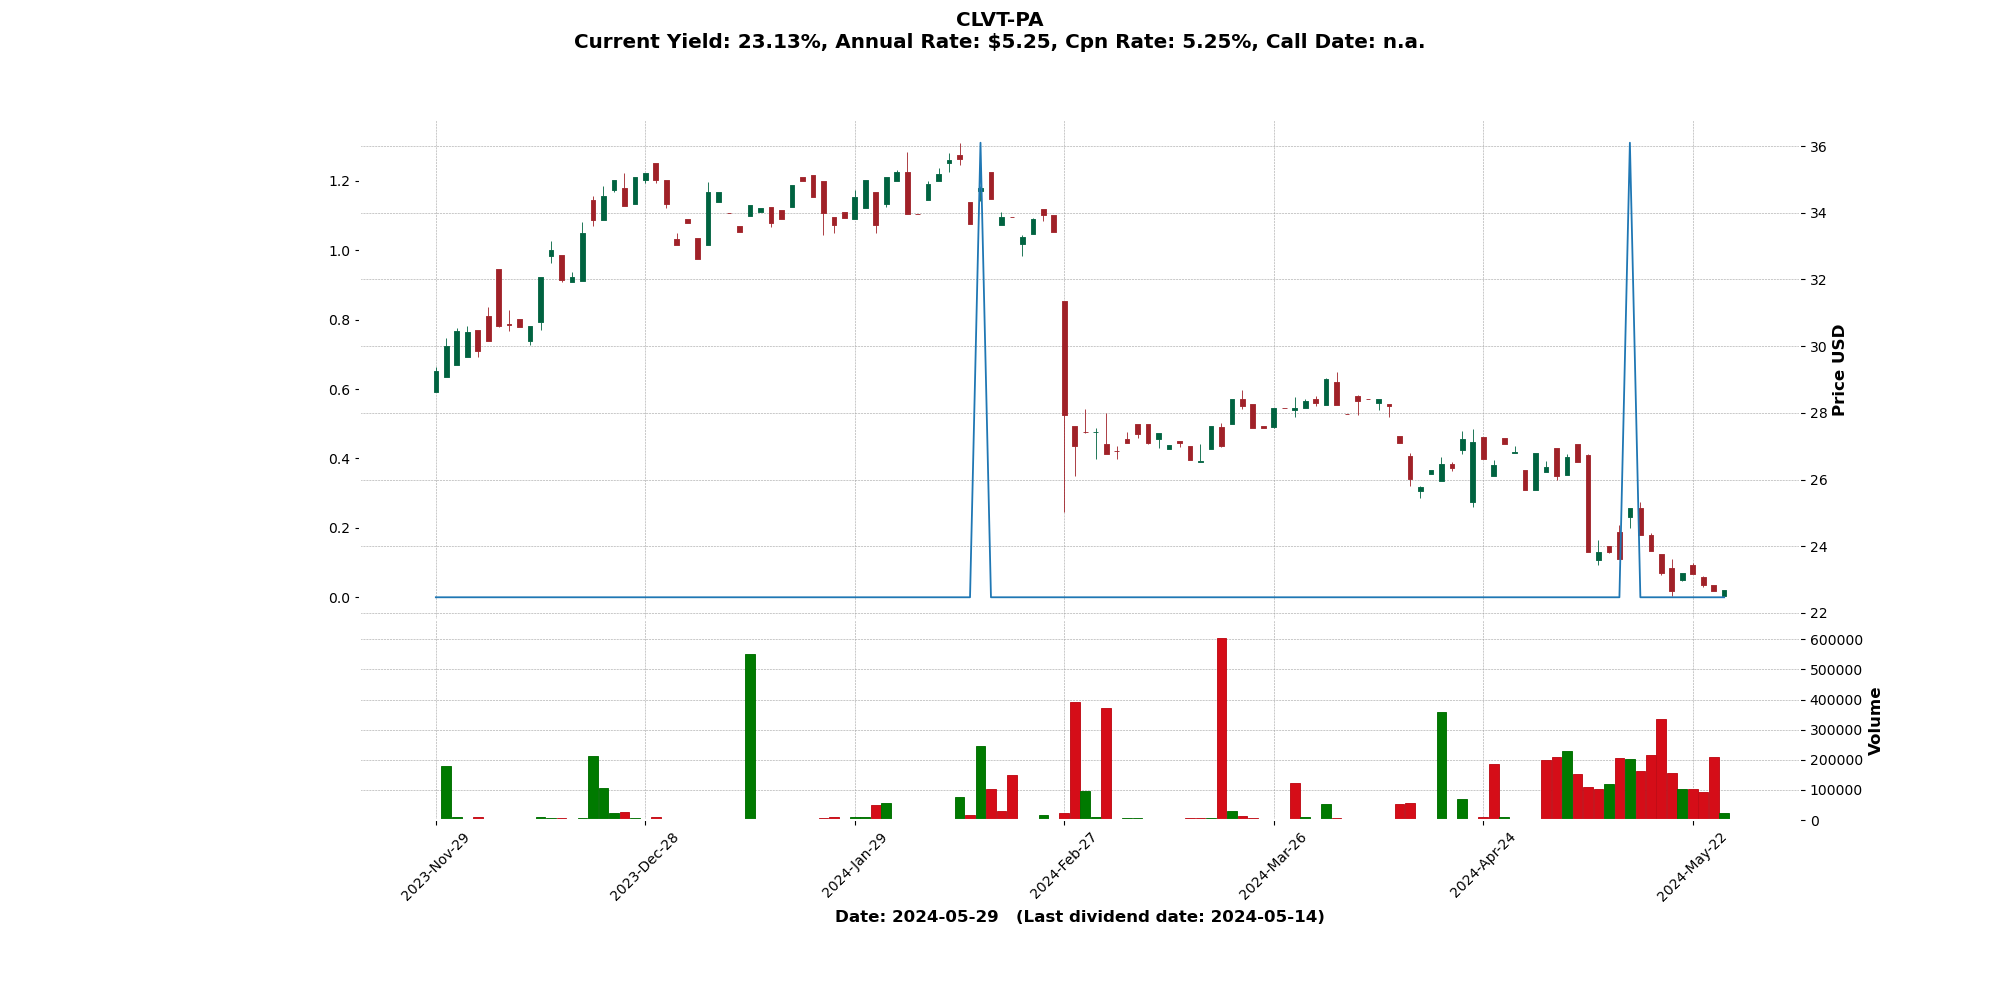 CLVT-PA
Current Yield: 23.13%, Annual Rate: $5.25, Cpn Rate: 5.25%, Call Date: n.a.
1.2
1.0
0.8
0.6
0.4
0.2
0.0
36
34
32
30
28
26
24
22
Price USD
600000
500000
400000
300000
200000
100000
0
Volume
2023-Nov-29
2023-Dec-28
2024-Jan-29
2024-Feb-27
2024-Mar-26
2024-Apr-24
2024-May-22
Date: 2024-05-29 (Last dividend date: 2024-05-14)